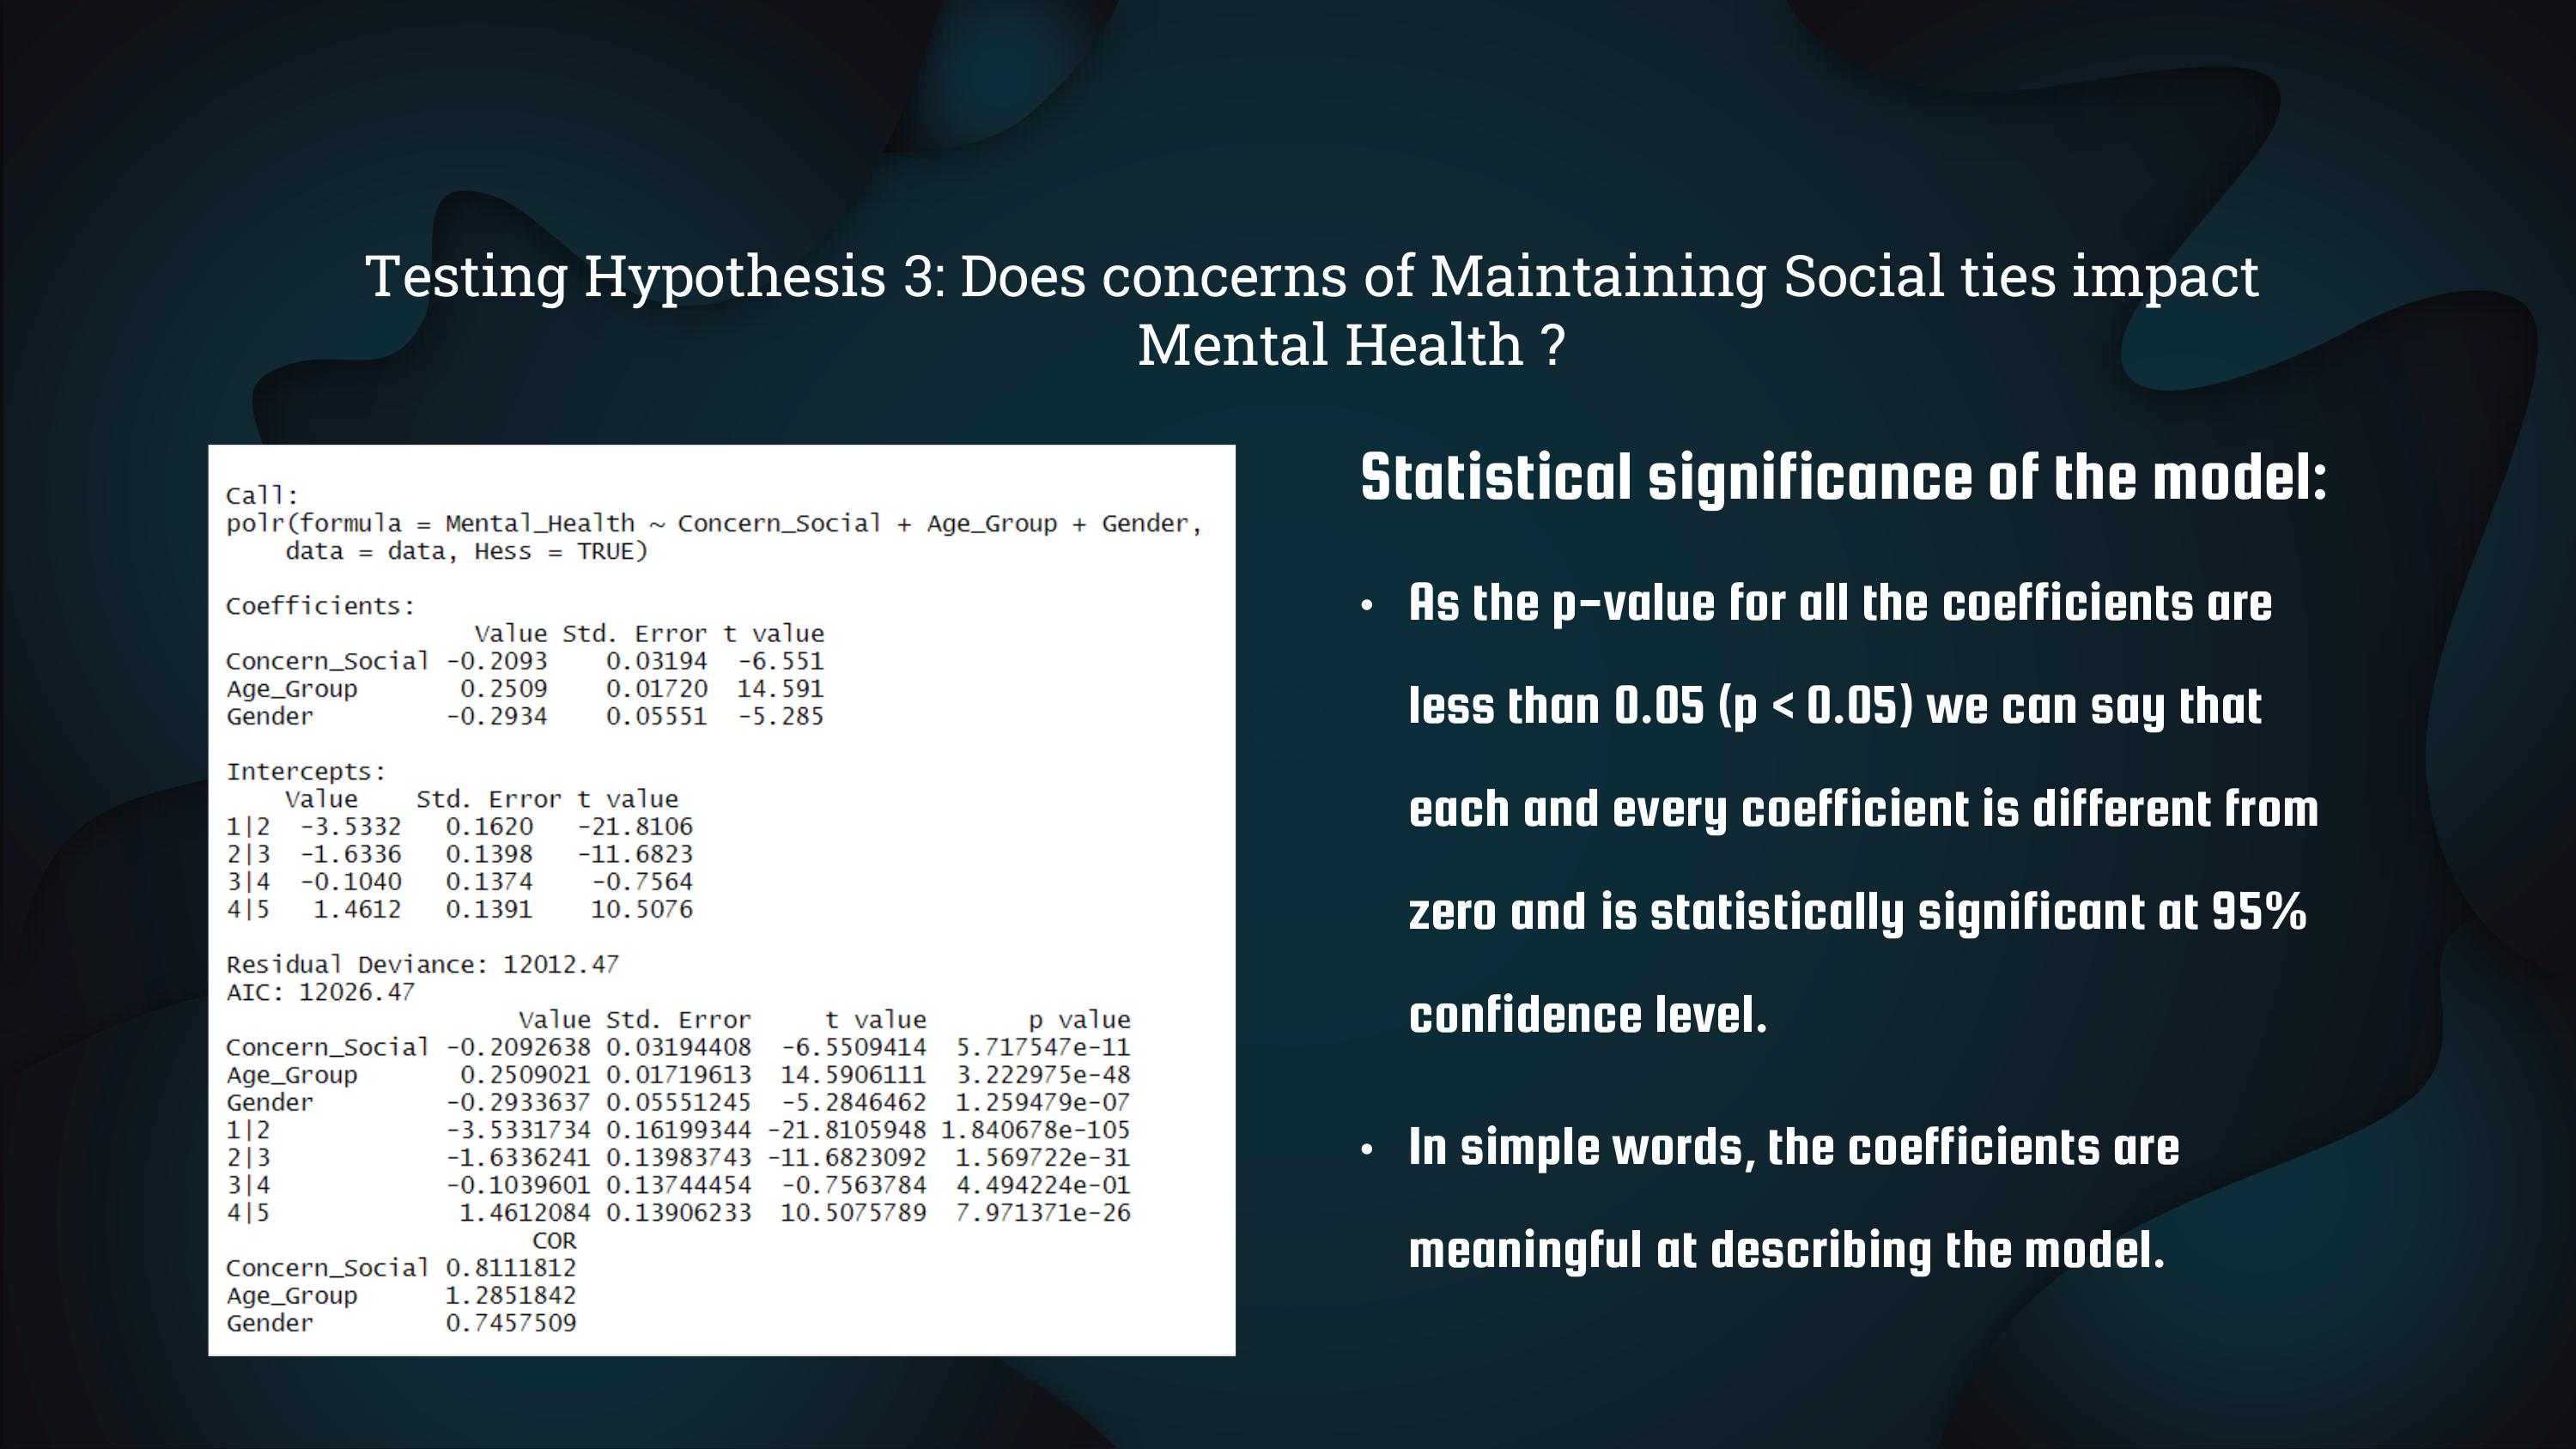 Testing Hypothesis 3: Does concerns of Maintaining Social ties impact
Mental Health ?
Call:
polr(formula = Mental_Health ~ Concern_Social + Age_Group + Gender,
    data = data, Hess = TRUE)
Coefficients:
                 Value Std. Error t value
Concern_Social -0.2093    0.03194  -6.551
Age_Group       0.2509    0.01720  14.591
Gender         -0.2934    0.05551  -5.285
Intercepts:
    Value    Std. Error t value
1|2  -3.5332   0.1620   -21.8106
2|3  -1.6336   0.1398   -11.6823
3|4  -0.1040   0.1374    -0.7564
4|5   1.4612   0.1391    10.5076
Residual Deviance: 12012.47
AIC: 12026.47
                    Value Std. Error     t value       p value
Concern_Social -0.2092638 0.03194408  -6.5509414  5.717547e-11
Age_Group       0.2509021 0.01719613  14.5906111  3.222975e-48
Gender         -0.2933637 0.05551245  -5.2846462  1.259479e-07
1|2            -3.5331734 0.16199344 -21.8105948 1.840678e-105
2|3            -1.6336241 0.13983743 -11.6823092  1.569722e-31
3|4            -0.1039601 0.13744454  -0.7563784  4.494224e-01
4|5             1.4612084 0.13906233  10.5075789  7.971371e-26
                     COR
Concern_Social 0.8111812
Age_Group      1.2851842
Gender         0.7457509
Statistical significance of the model:
• As the p-value for all the coefficients are
less than 0.05 (p < 0.05) we can say that
each and every coefficient is different from
zero and is statistically significant at 95%
confidence level.
• In simple words, the coefficients are
meaningful at describing the model.